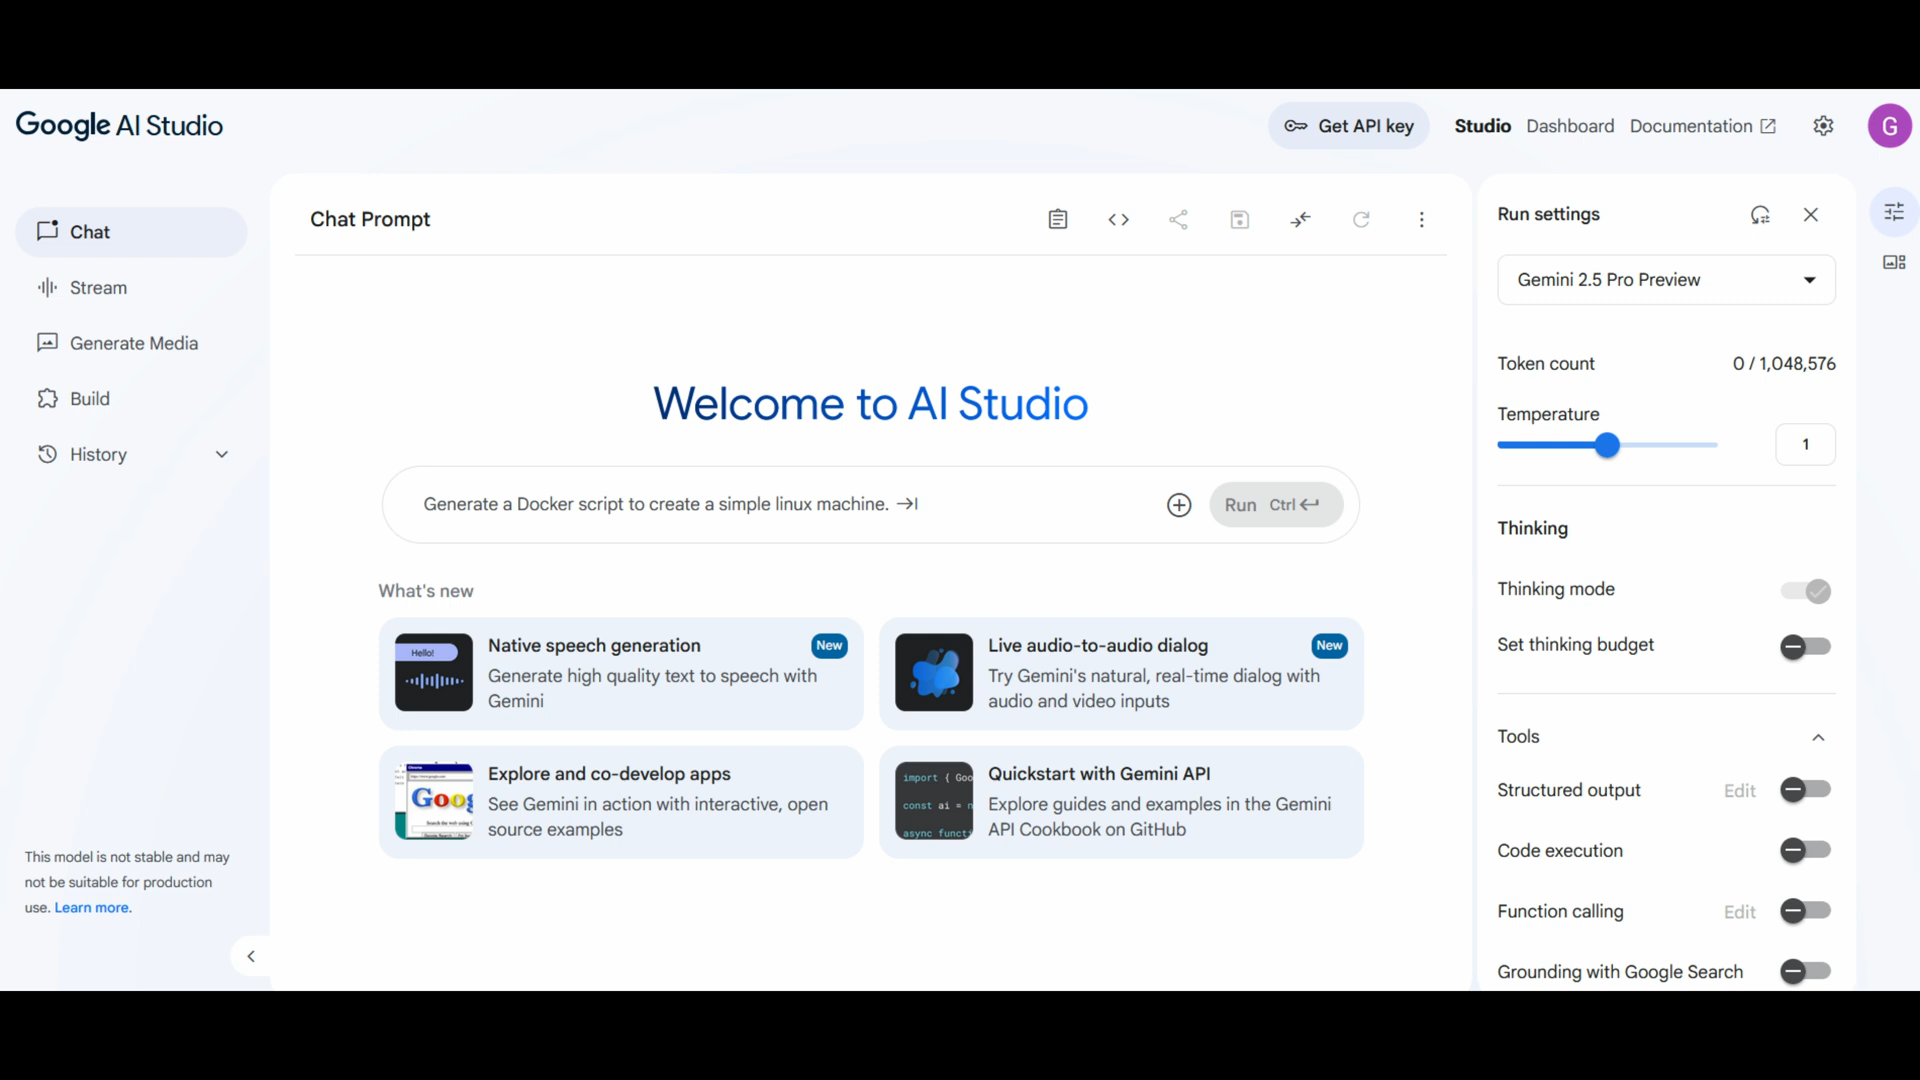 Google AI Studio
Get API key
Studio
Dashboard
Documentation
G
Chat
Stream
Generate Media
Build
History
This model is not stable and may
not be suitable for production
use. Learn more.
Chat Prompt
Welcome to AI Studio
Generate a Docker script to create a simple linux machine.
Run Ctrl
What's new
Hello!
Native speech generation
New
Generate high quality text to speech with
Gemini
Live audio-to-audio dialog
New
Try Gemini's natural, real-time dialog with
audio and video inputs
Goog
Explore and co-develop apps
See Gemini in action with interactive, open
source examples
import { Goo
const ai = n
async funct
Quickstart with Gemini API
Explore guides and examples in the Gemini
API Cookbook on GitHub
Run settings
Gemini 2.5 Pro Preview
Token count 0 / 1,048,576
Temperature
1
Thinking
Thinking mode
Set thinking budget
Tools
Structured output Edit
Code execution
Function calling Edit
Grounding with Google Search